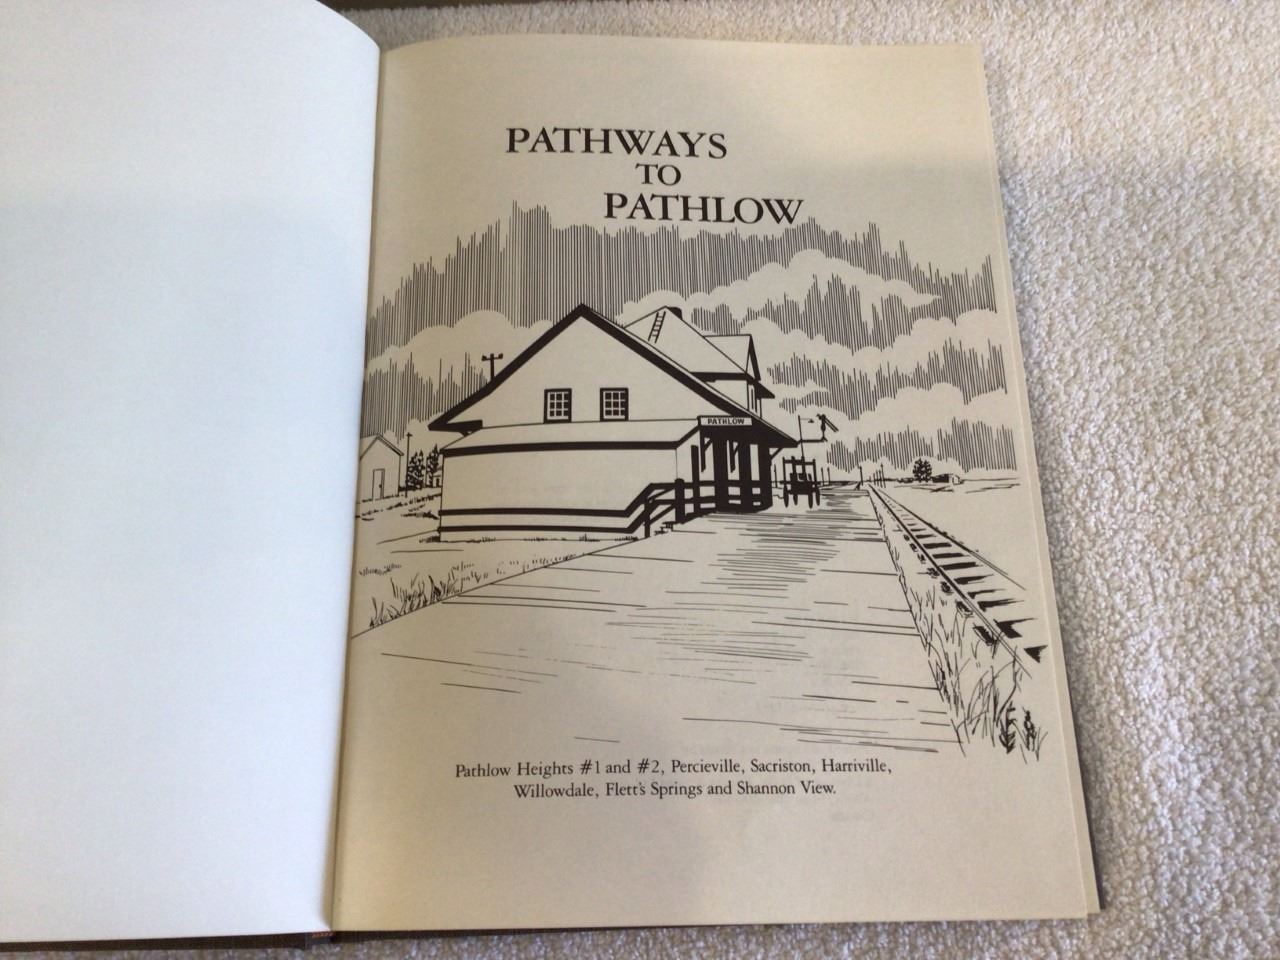 PATHWAYS
TO
PATHLOW
PATHLOW
Pathlow Heights #1 and #2, Percieville, Sacriston, Harriville,
Willowdale, Flett's Springs and Shannon View.